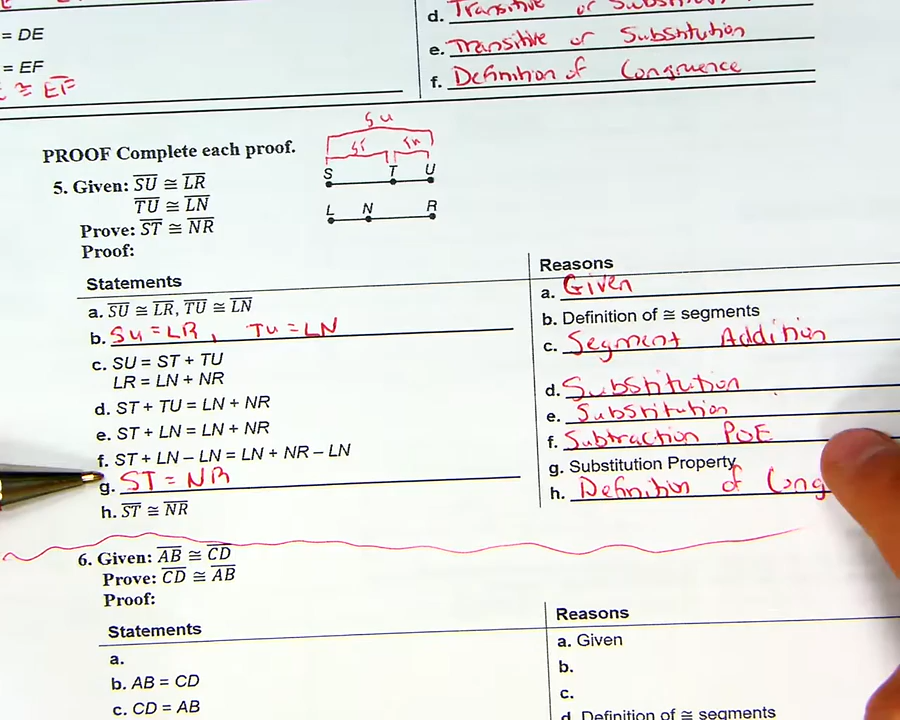 d. Transitive or Substitution
= DE
e. Transitive or Substitution
= EF
f. Definition of Congruence
≅ EF
SU
PROOF Complete each proof.
ST TU
S T U
5. Given: SU ≅ LR
TU ≅ LN
L N R
Prove: ST ≅ NR
Proof:
Statements Reasons
a. SU ≅ LR, TU ≅ LN a. Given
b. SU = LR, TU = LN b. Definition of ≅ segments
c. SU = ST + TU c. Segment Addition
LR = LN + NR
d. ST + TU = LN + NR d. Substitution
e. ST + LN = LN + NR e. Substitution
f. ST + LN – LN = LN + NR – LN f. Subtraction PoE
g. ST = NR g. Substitution Property
h. ST ≅ NR h. Definition of Cong
6. Given: AB ≅ CD
Prove: CD ≅ AB
Proof:
Statements Reasons
a. a. Given
b. AB = CD b.
c. CD = AB c.
d. Definition of ≅ segments